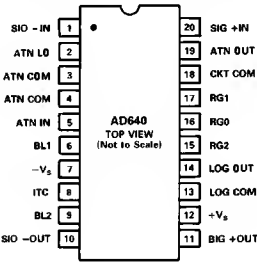 SIO - IN 1
ATN LO 2
ATN COM 3
ATN COM 4
ATN IN 5
BL1 6
-Vs 7
ITC 8
BL2 9
SIO -OUT 10
AD640
TOP VIEW
(Not to Scale)
20 SIG +IN
19 ATN OUT
18 CKT COM
17 RG1
16 RG0
15 RG2
14 LOG OUT
13 LOG COM
12 +Vs
11 BIG +OUT